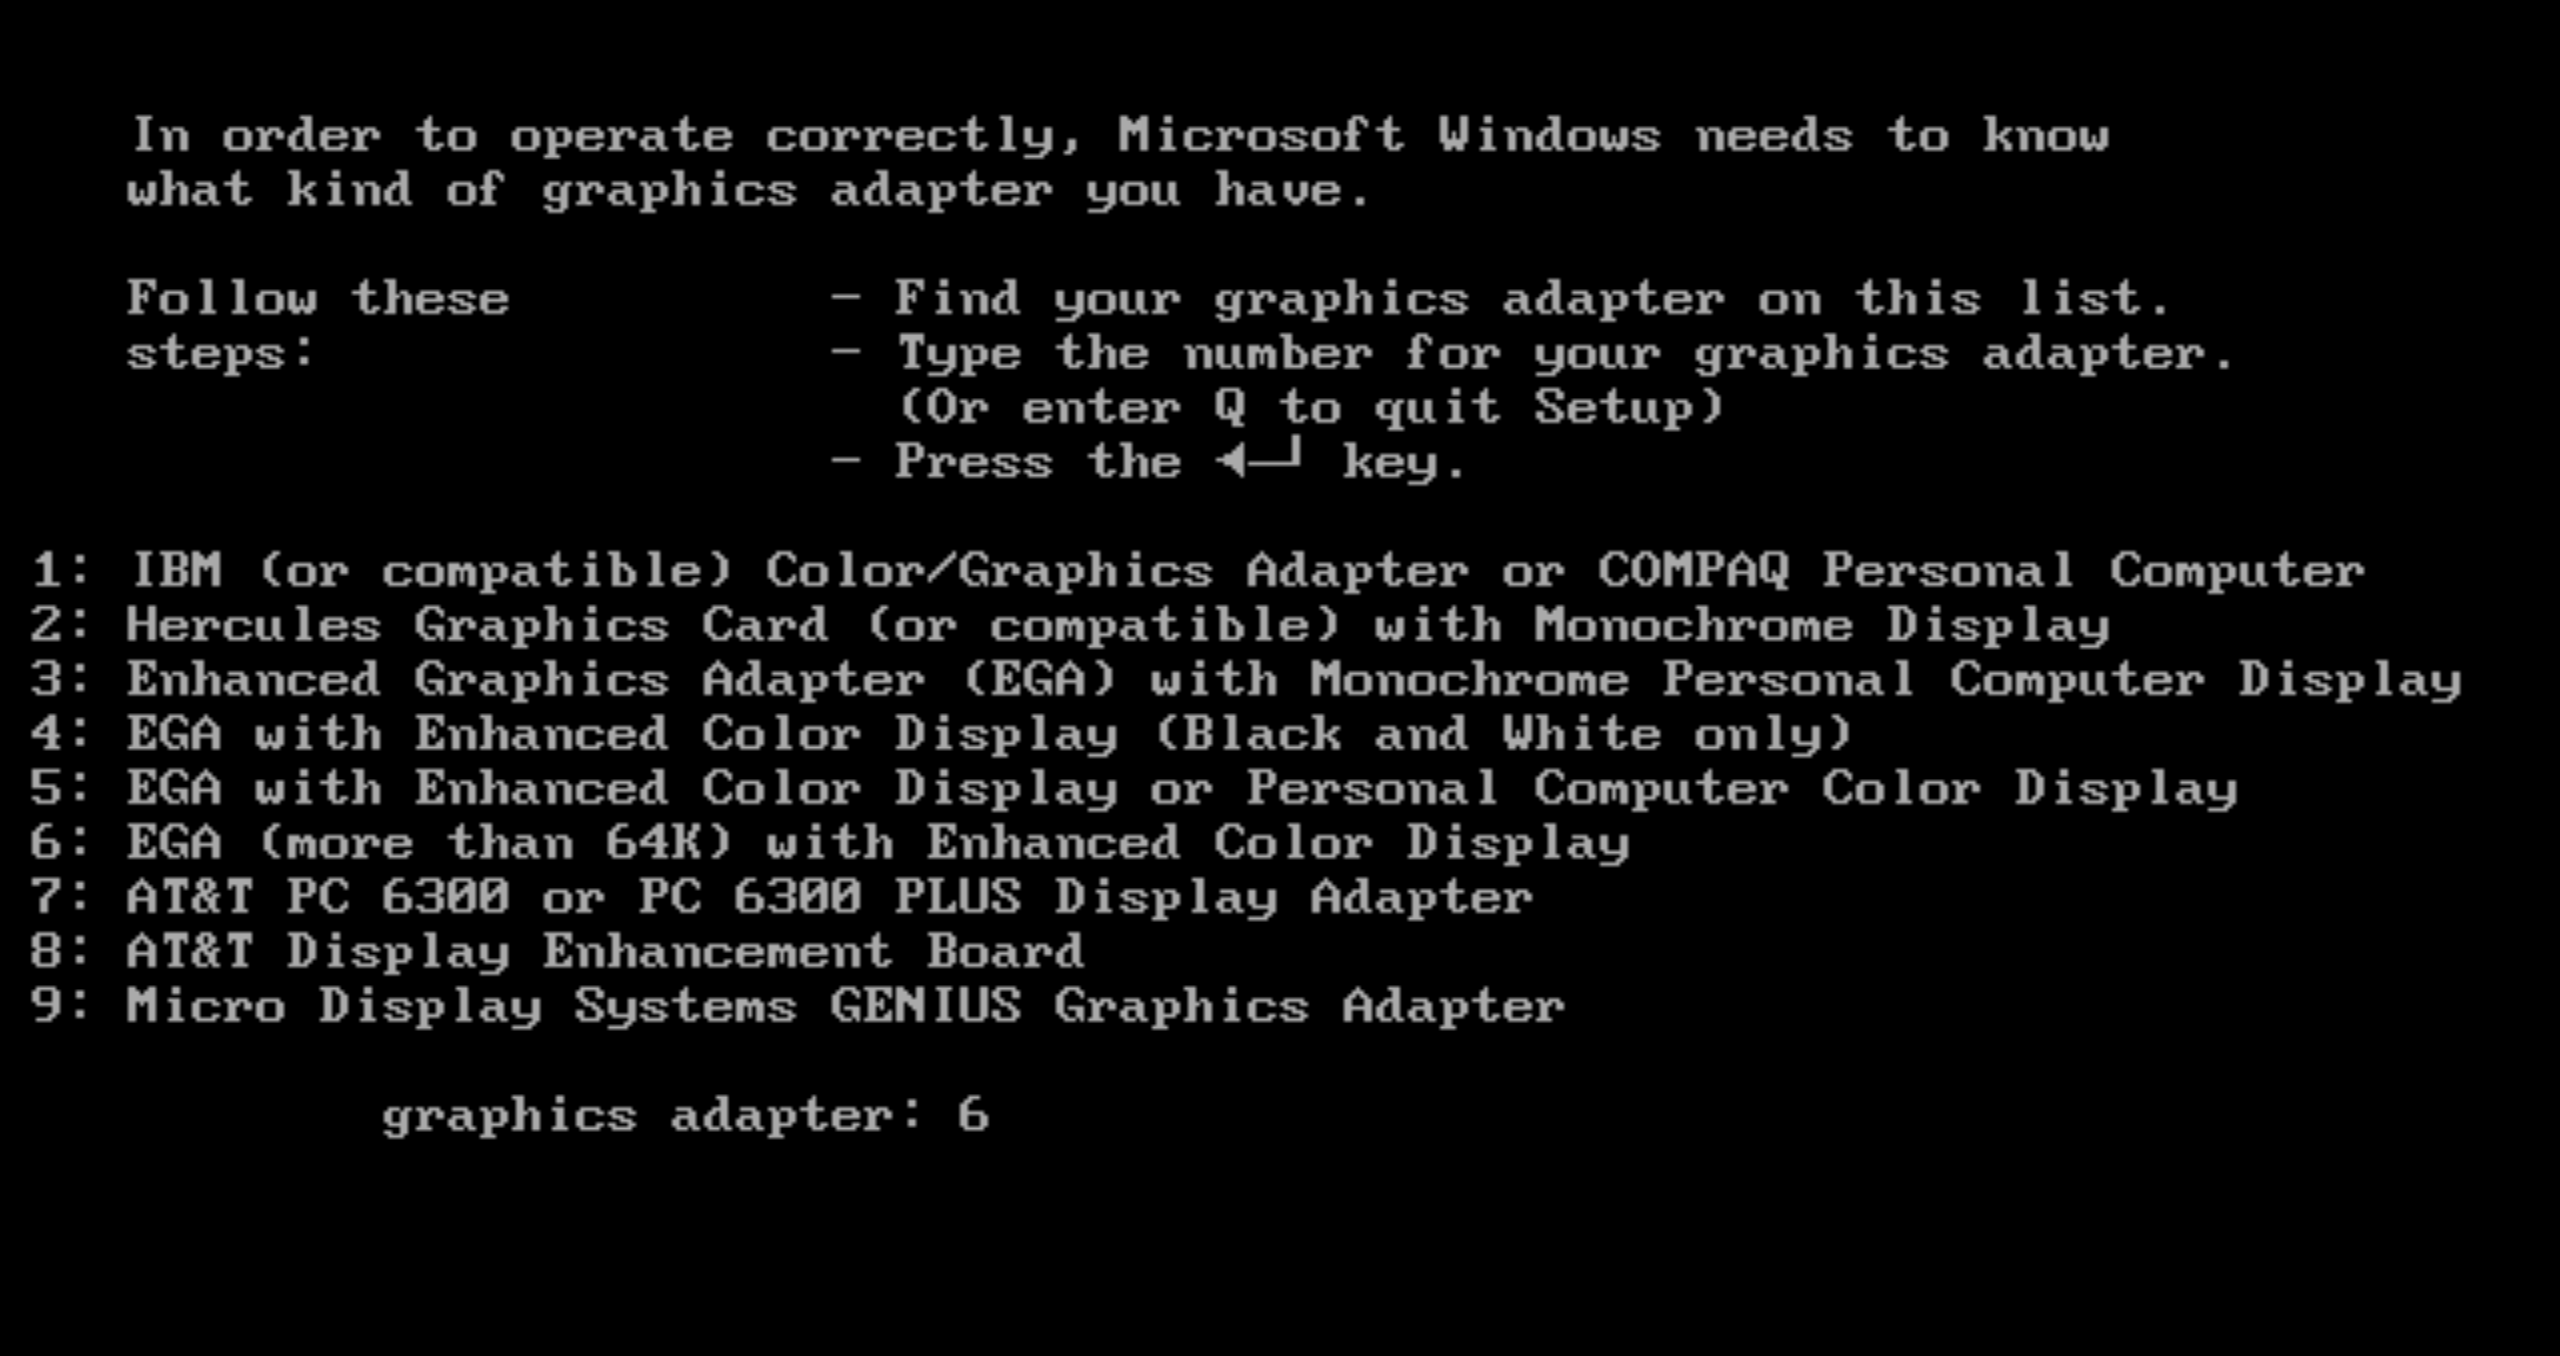 In order to operate correctly, Microsoft Windows needs to know
what kind of graphics adapter you have.
Follow these - Find your graphics adapter on this list.
steps: - Type the number for your graphics adapter.
(Or enter Q to quit Setup)
- Press the ◄─┘ key.
1: IBM (or compatible) Color/Graphics Adapter or COMPAQ Personal Computer
2: Hercules Graphics Card (or compatible) with Monochrome Display
3: Enhanced Graphics Adapter (EGA) with Monochrome Personal Computer Display
4: EGA with Enhanced Color Display (Black and White only)
5: EGA with Enhanced Color Display or Personal Computer Color Display
6: EGA (more than 64K) with Enhanced Color Display
7: AT&T PC 6300 or PC 6300 PLUS Display Adapter
8: AT&T Display Enhancement Board
9: Micro Display Systems GENIUS Graphics Adapter
graphics adapter: 6